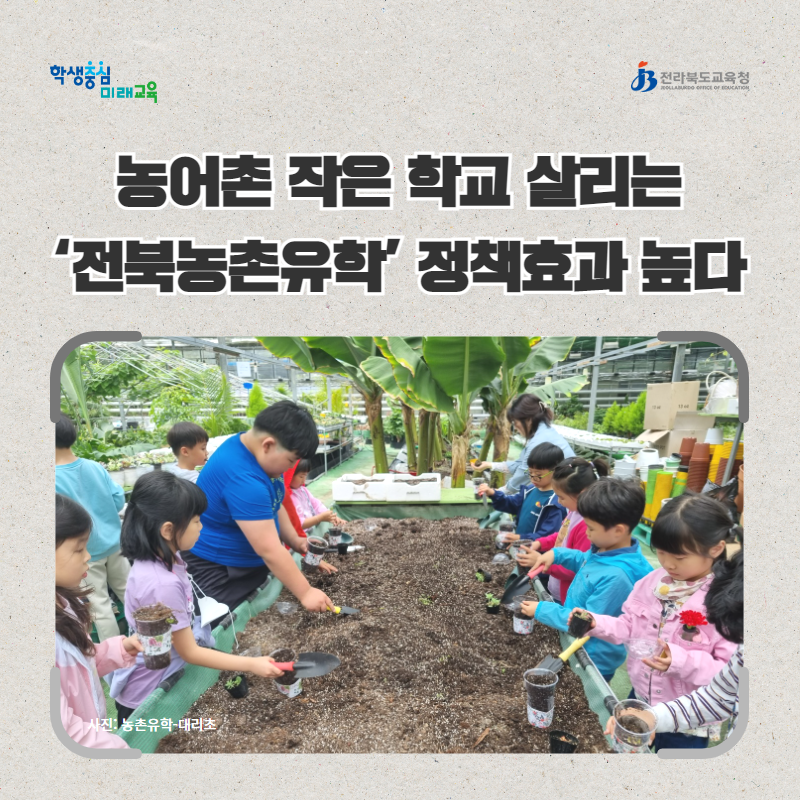 학생중심
미래교육
전라북도교육청
JEOLLABUKDO OFFICE OF EDUCATION
농어촌 작은 학교 살리는
‘전북농촌유학’ 정책효과 높다
사진: 농촌유학-대리초